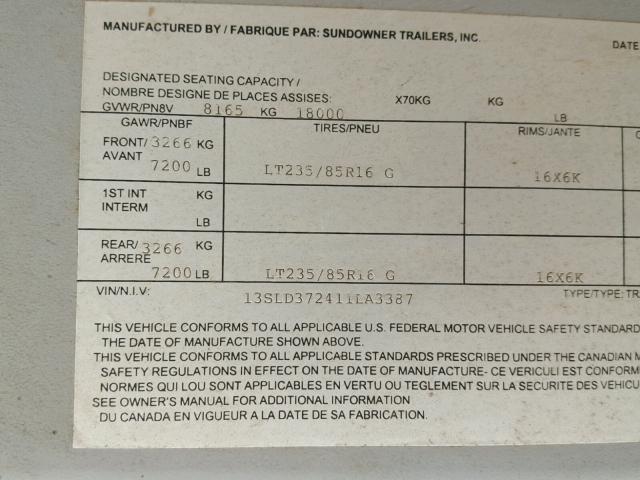 MANUFACTURED BY / FABRIQUE PAR: SUNDOWNER TRAILERS, INC.
DATE
DESIGNATED SEATING CAPACITY /
NOMBRE DESIGNE DE PLACES ASSISES: X70KG KG
GVWR/PN8V 8165 KG 18000 LB
GAWR/PNBF TIRES/PNEU RIMS/JANTE
FRONT/ 3266 KG
AVANT 7200 LB LT235/85R16 G 16X6K
1ST INT KG
INTERM
LB
REAR/ 3266 KG
ARRERE
7200 LB LT235/85R16 G 16X6K
VIN/N.I.V: 13SLD372411LA3387 TYPE/TYPE: TR
THIS VEHICLE CONFORMS TO ALL APPLICABLE U.S. FEDERAL MOTOR VEHICLE SAFETY STANDARD
THE DATE OF MANUFACTURE SHOWN ABOVE.
THIS VEHICLE CONFORMS TO ALL APPLICABLE STANDARDS PRESCRIBED UNDER THE CANADIAN M
SAFETY REGULATIONS IN EFFECT ON THE DATE OF MANUFACTURE- CE VERICULI EST CONFORM
NORMES QUI LOU SONT APPLICABLES EN VERTU OU TEGLEMENT SUR LA SECURITE DES VEHICU
SEE OWNER'S MANUAL FOR ADDITIONAL INFORMATION
DU CANADA EN VIGUEUR A LA DATE DE SA FABRICATION.